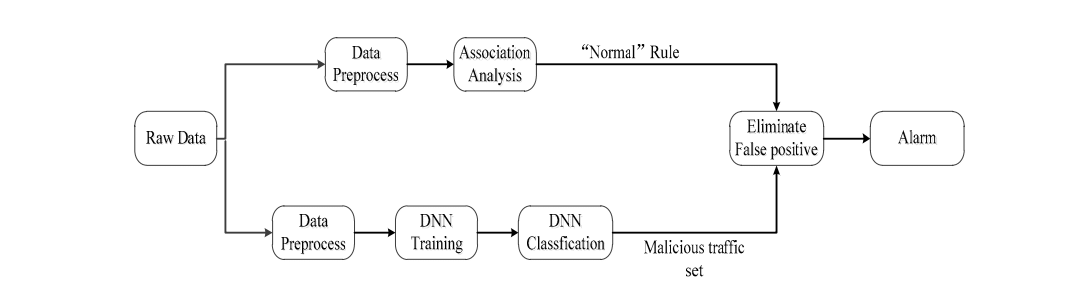 Data
Preprocess
Association
Analysis
“Normal” Rule
Raw Data
Eliminate
False positive
Alarm
Data
Preprocess
DNN
Training
DNN
Classfication
Malicious traffic
set